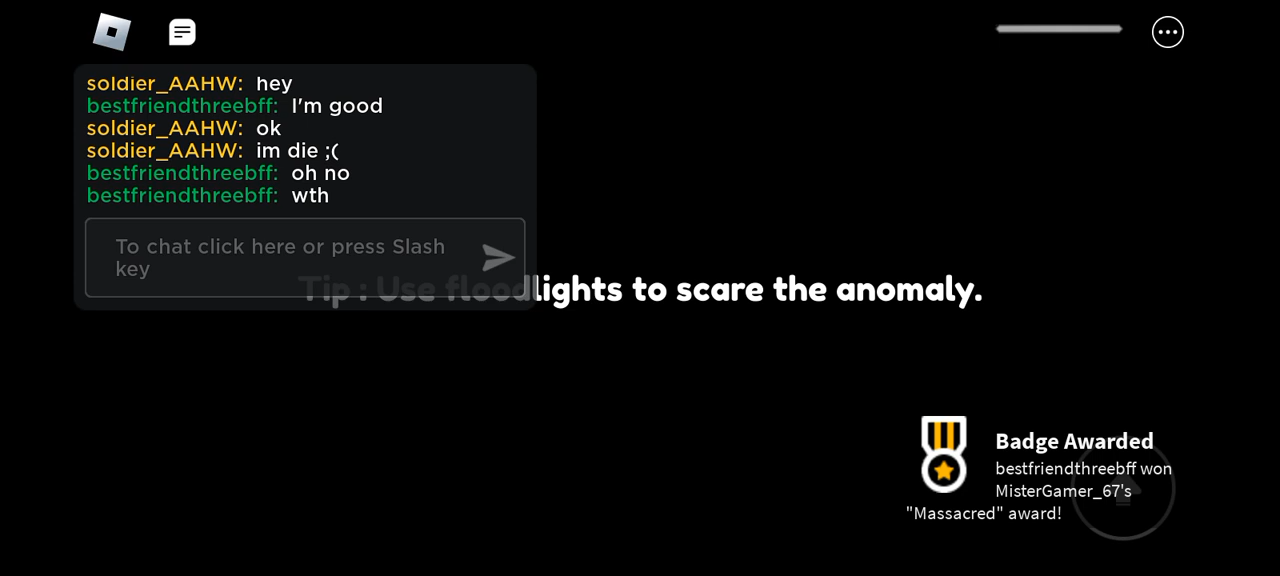 soldier_AAHW: hey
bestfriendthreebff: I'm good
soldier_AAHW: ok
soldier_AAHW: im die ;(
bestfriendthreebff: oh no
bestfriendthreebff: wth
To chat click here or press Slash
key
Tip : Use floodlights to scare the anomaly.
Badge Awarded
bestfriendthreebff won
MisterGamer_67's
"Massacred" award!